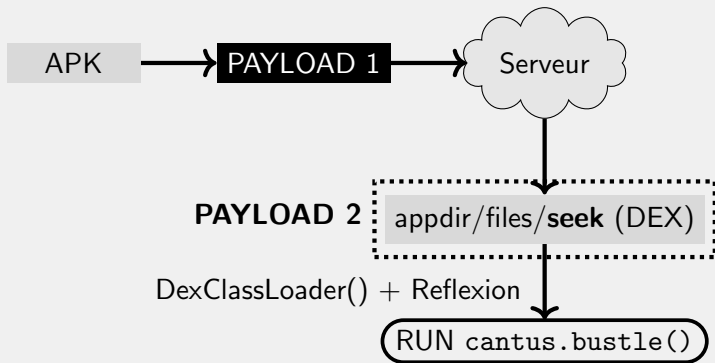 APK
PAYLOAD 1
Serveur
PAYLOAD 2
appdir/files/seek (DEX)
DexClassLoader() + Reflexion
RUN cantus.bustle()